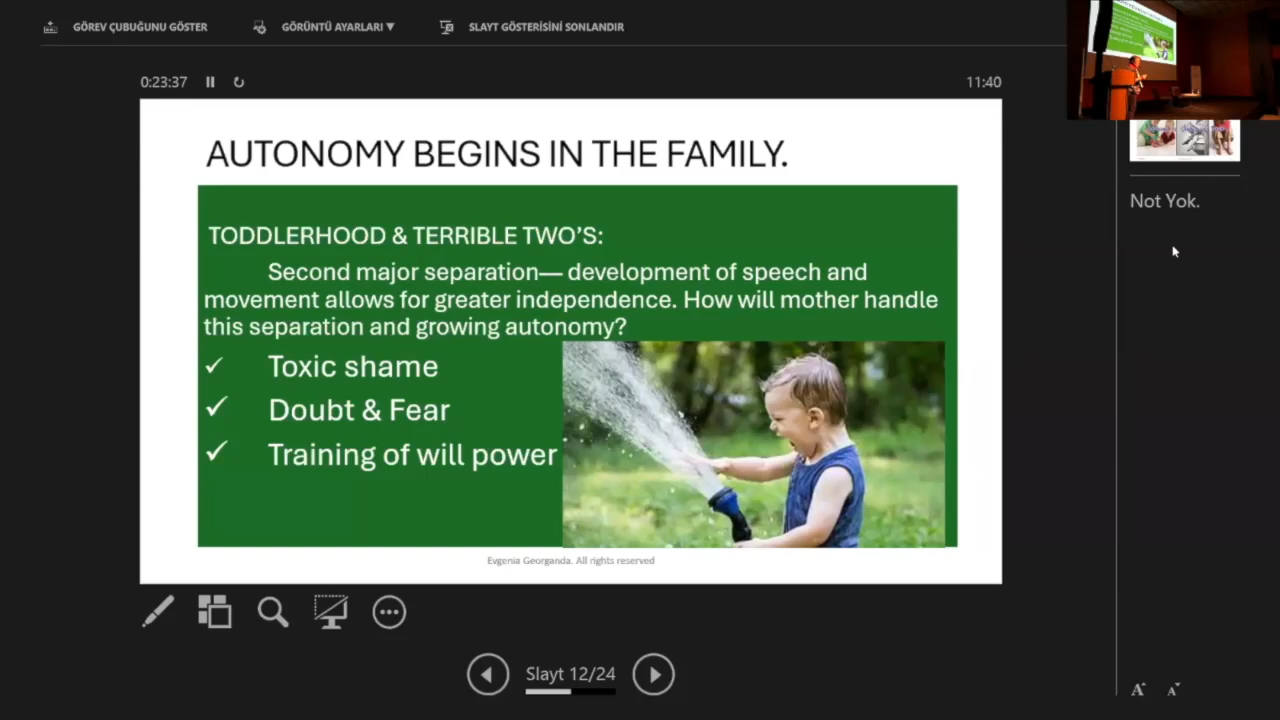 GÖREV ÇUBUĞUNU GÖSTER
GÖRÜNTÜ AYARLARI ▼
SLAYT GÖSTERİSİNİ SONLANDIR
0:23:37
11:40
AUTONOMY BEGINS IN THE FAMILY.
TODDLERHOOD & TERRIBLE TWO’S:
Second major separation— development of speech and
movement allows for greater independence. How will mother handle
this separation and growing autonomy?
✓ Toxic shame
✓ Doubt & Fear
✓ Training of will power
Evgenia Georganda. All rights reserved
Slayt 12/24
Not Yok.
A A